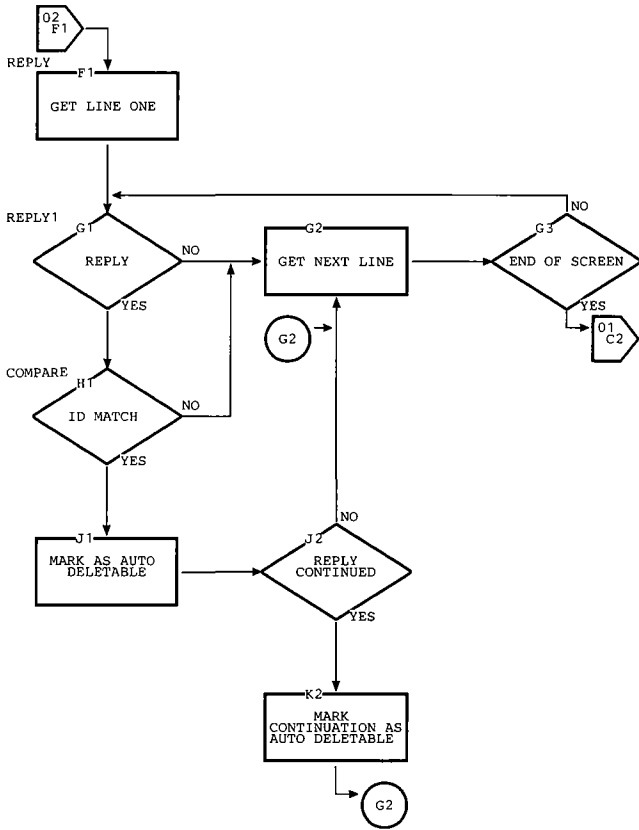 02
F1
REPLY
F1
GET LINE ONE
NO
REPLY1
G1
REPLY
NO
YES
G2
GET NEXT LINE
G3
END OF SCREEN
YES
01
C2
G2
COMPARE
H1
ID MATCH
NO
YES
J1
MARK AS AUTO
DELETABLE
NO
J2
REPLY
CONTINUED
YES
K2
MARK
CONTINUATION AS
AUTO DELETABLE
G2